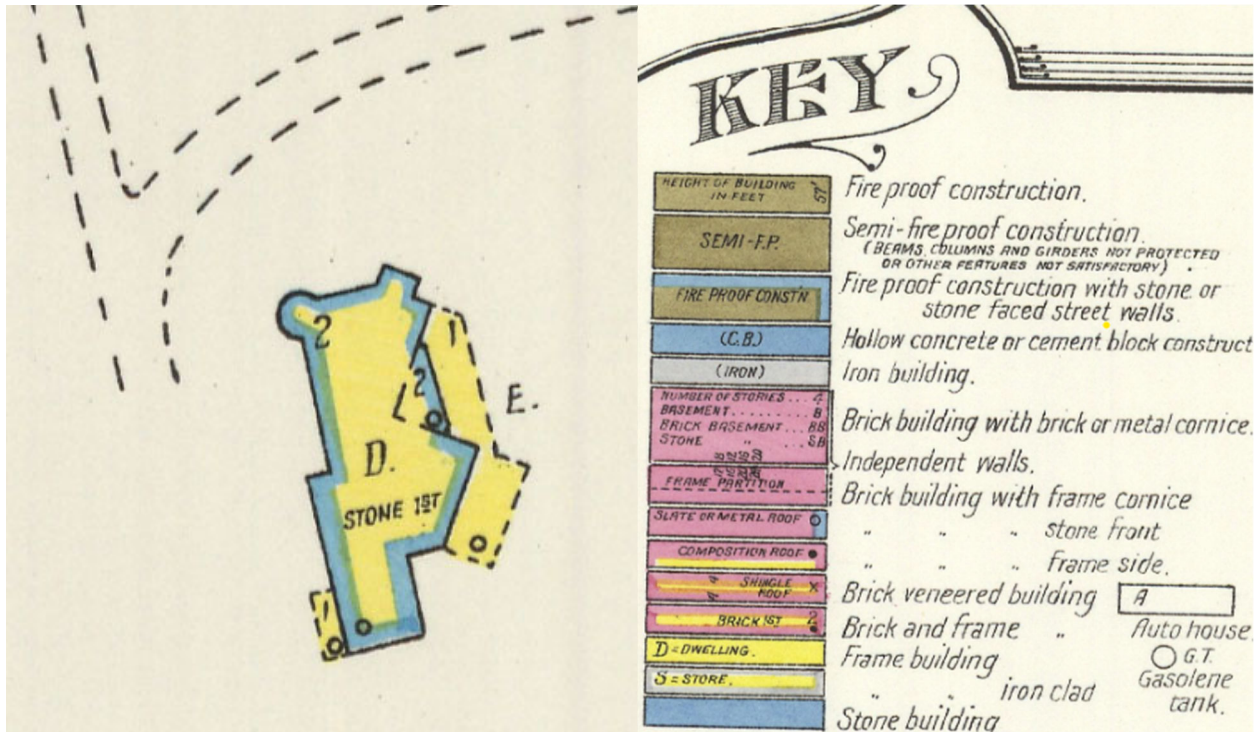 2
1
2
E.
D.
STONE 1ST
1
KEY
HEIGHT OF BUILDING
IN FEET 57'
Fire proof construction.
SEMI-F.P.
Semi-fire proof construction.
(BEAMS, COLUMNS AND GIRDERS NOT PROTECTED
OR OTHER FEATURES NOT SATISFACTORY)
FIRE PROOF CONST'N
Fire proof construction with stone or
stone faced street walls.
(C.B.)
Hollow concrete or cement block construct
(IRON)
Iron building.
NUMBER OF STORIES . . . 4
BASEMENT . . . . . . . . B
BRICK BASEMENT . . . BB
STONE " . . . SB
Brick building with brick or metal cornice.
Independent walls.
FRAME PARTITION
Brick building with frame cornice
SLATE OR METAL ROOF
" " " stone front
COMPOSITION ROOF
" " " Frame side.
SHINGLE
ROOF X
Brick veneered building
A
BRICK 1ST 2
Brick and frame "
Auto house.
D = DWELLING.
Frame building
G.T.
Gasolene
tank.
S = STORE.
" " iron clad
Stone building